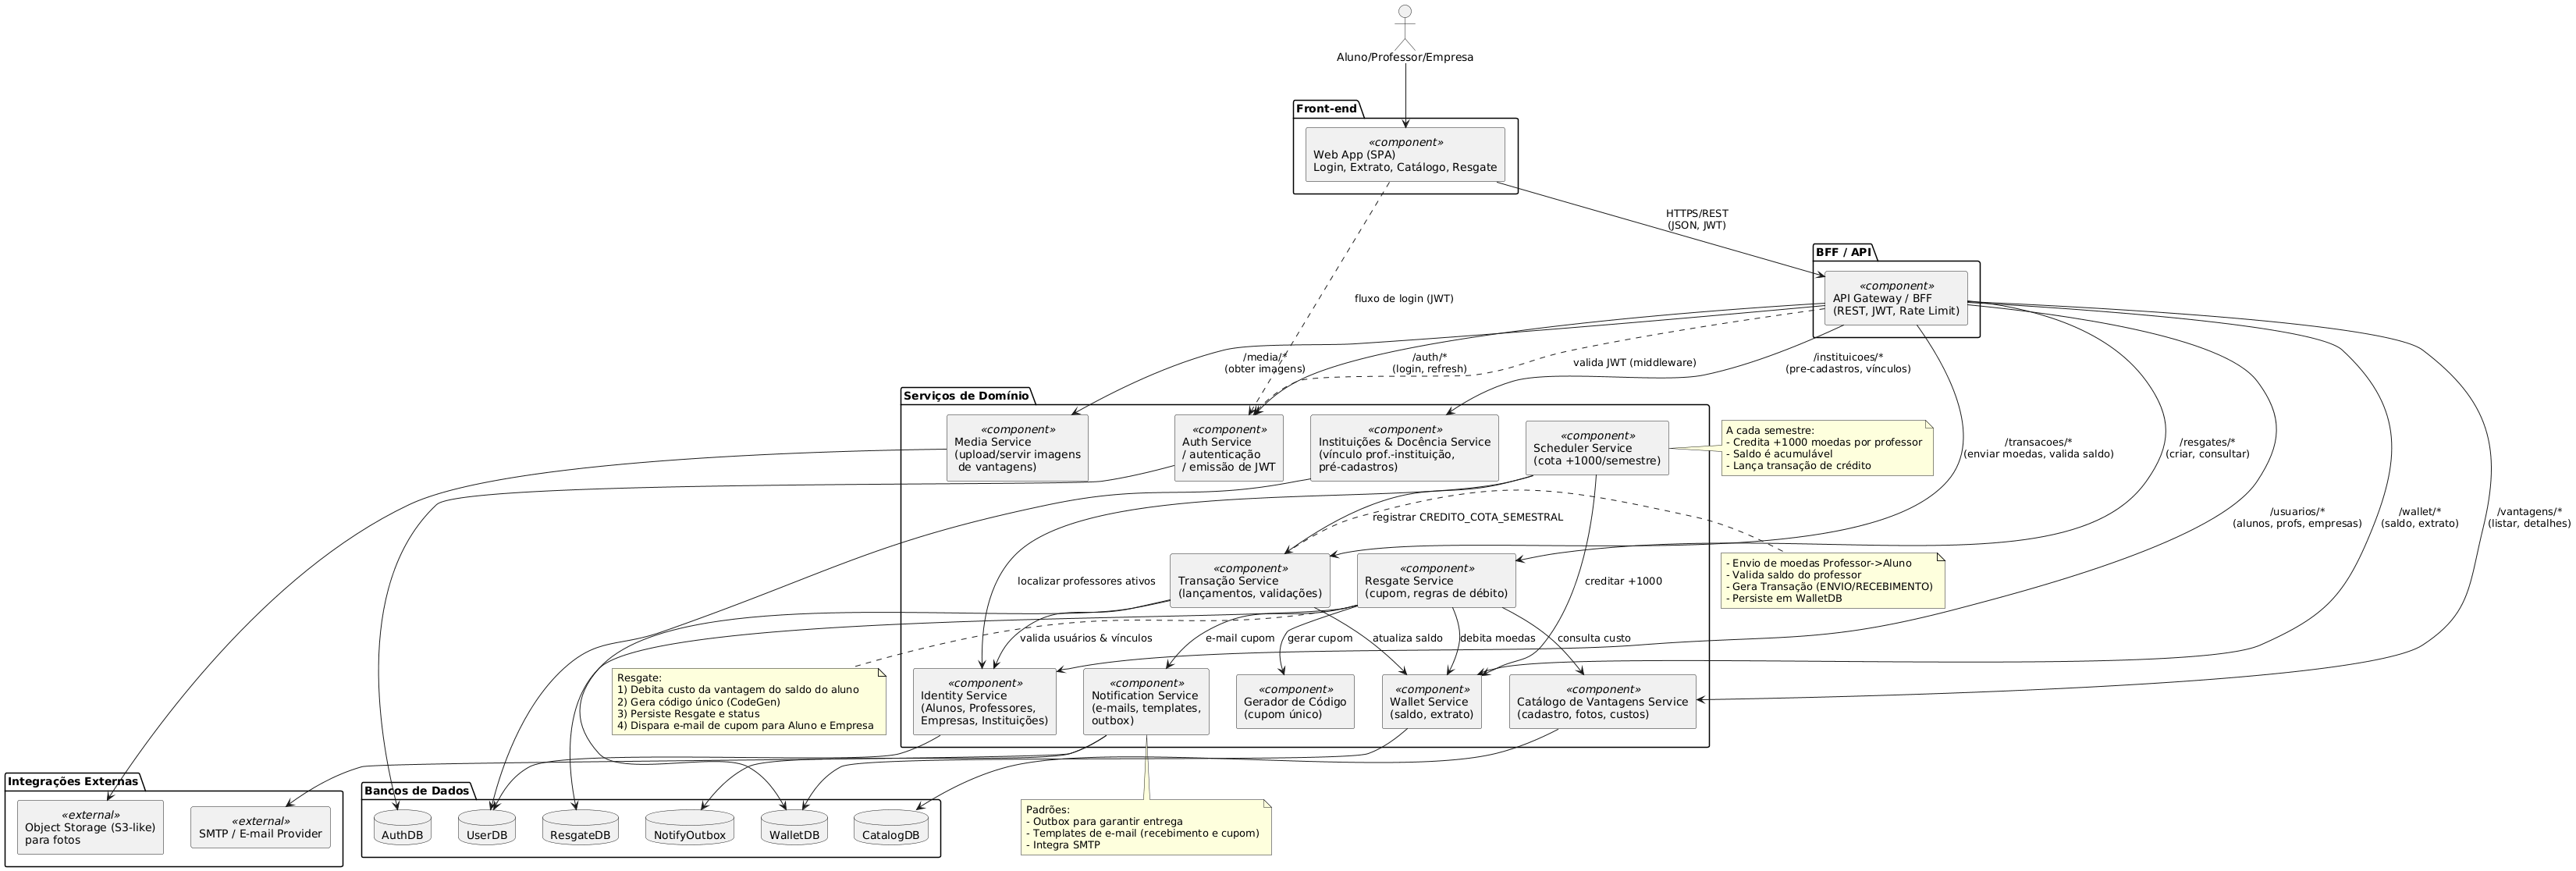 Aluno/Professor/Empresa
Front-end
«component»
Web App (SPA)
Login, Extrato, Catálogo, Resgate
HTTPS/REST
(JSON, JWT)
BFF / API
«component»
API Gateway / BFF
(REST, JWT, Rate Limit)
fluxo de login (JWT)
/media/*
(obter imagens)
/auth/*
(login, refresh)
valida JWT (middleware)
/instituicoes/*
(pre-cadastros, vínculos)
Serviços de Domínio
«component»
Media Service
(upload/servir imagens
de vantagens)
«component»
Auth Service
/ autenticação
/ emissão de JWT
«component»
Instituições & Docência Service
(vínculo prof.-instituição,
pré-cadastros)
«component»
Scheduler Service
(cota +1000/semestre)
A cada semestre:
- Credita +1000 moedas por professor
- Saldo é acumulável
- Lança transação de crédito
/transacoes/*
(enviar moedas, valida saldo)
/resgates/*
(criar, consultar)
/usuarios/*
(alunos, profs, empresas)
/wallet/*
(saldo, extrato)
/vantagens/*
(listar, detalhes)
registrar CREDITO_COTA_SEMESTRAL
localizar professores ativos
«component»
Transação Service
(lançamentos, validações)
«component»
Resgate Service
(cupom, regras de débito)
creditar +1000
- Envio de moedas Professor->Aluno
- Valida saldo do professor
- Gera Transação (ENVIO/RECEBIMENTO)
- Persiste em WalletDB
valida usuários & vínculos
e-mail cupom
gerar cupom
atualiza saldo
debita moedas
consulta custo
Resgate:
1) Debita custo da vantagem do saldo do aluno
2) Gera código único (CodeGen)
3) Persiste Resgate e status
4) Dispara e-mail de cupom para Aluno e Empresa
«component»
Identity Service
(Alunos, Professores,
Empresas, Instituições)
«component»
Notification Service
(e-mails, templates,
outbox)
«component»
Gerador de Código
(cupom único)
«component»
Wallet Service
(saldo, extrato)
«component»
Catálogo de Vantagens Service
(cadastro, fotos, custos)
Integrações Externas
«external»
Object Storage (S3-like)
para fotos
«external»
SMTP / E-mail Provider
Bancos de Dados
AuthDB
UserDB
ResgateDB
NotifyOutbox
WalletDB
CatalogDB
Padrões:
- Outbox para garantir entrega
- Templates de e-mail (recebimento e cupom)
- Integra SMTP